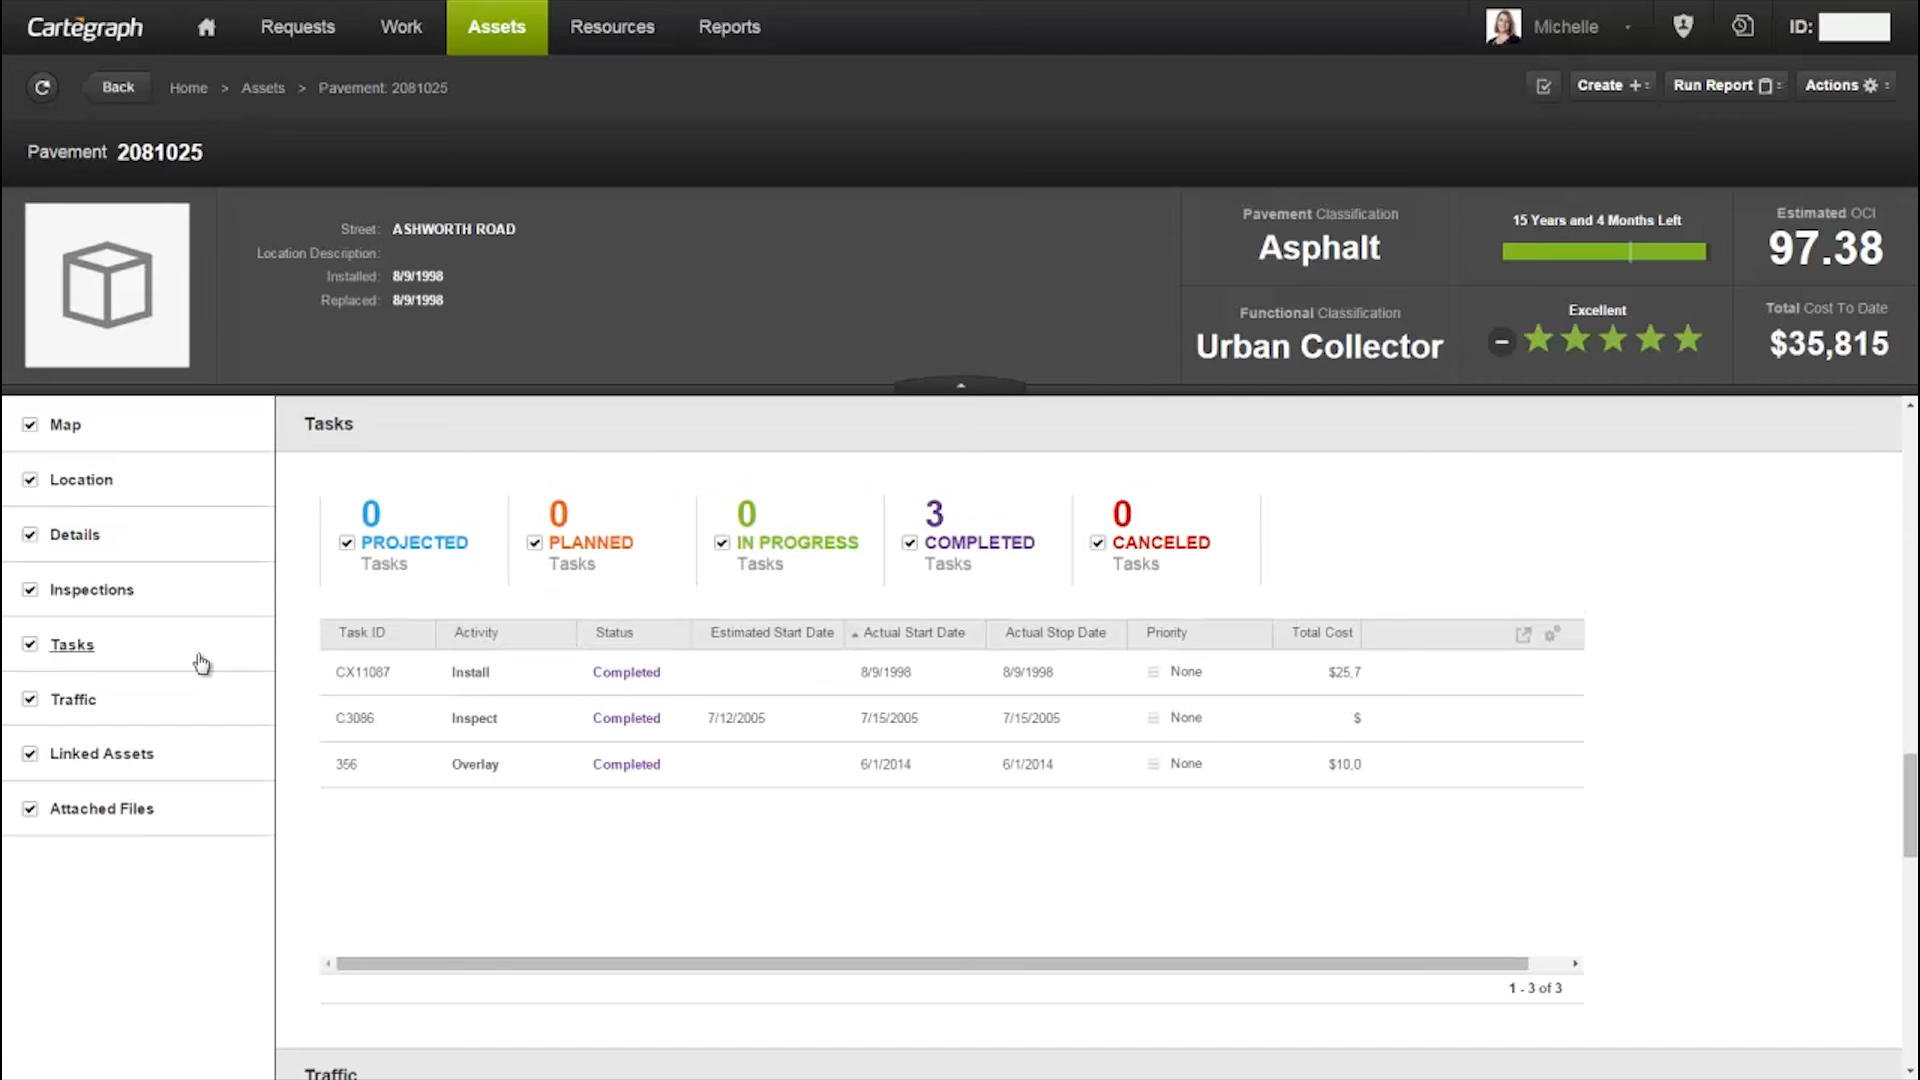 Cartēgraph
Requests
Work
Assets
Resources
Reports
Michelle
ID:
Back
Home > Assets > Pavement: 2081025
Create
Run Report
Actions
Pavement 2081025
Street: ASHWORTH ROAD
Location Description:
Installed: 8/9/1998
Replaced: 8/9/1998
Pavement Classification
Asphalt
15 Years and 4 Months Left
Estimated OCI
97.38
Functional Classification
Urban Collector
Excellent
Total Cost To Date
$35,815
Map
Location
Details
Inspections
Tasks
Traffic
Linked Assets
Attached Files
Tasks
0 PROJECTED Tasks
0 PLANNED Tasks
0 IN PROGRESS Tasks
3 COMPLETED Tasks
0 CANCELED Tasks
Task ID Activity Status Estimated Start Date Actual Start Date Actual Stop Date Priority Total Cost
CX11087 Install Completed 8/9/1998 8/9/1998 None $25,7
C3086 Inspect Completed 7/12/2005 7/15/2005 7/15/2005 None $
356 Overlay Completed 6/1/2014 6/1/2014 None $10,0
1 - 3 of 3
Traffic